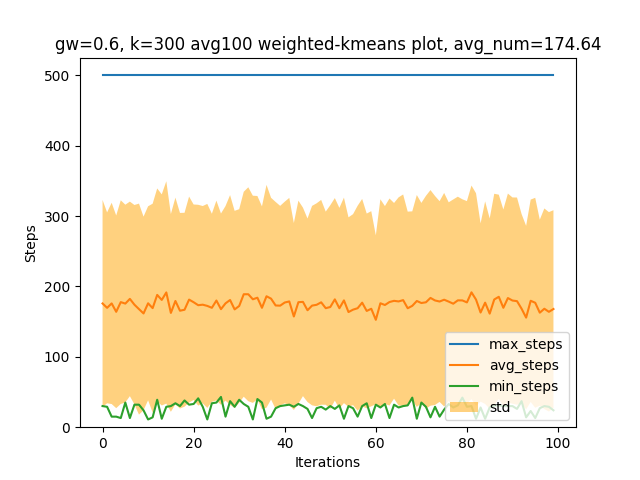 gw=0.6, k=300 avg100 weighted-kmeans plot, avg_num=174.64
500
400
300
200
100
0
Steps
max_steps
avg_steps
min_steps
std
0 20 40 60 80 100
Iterations